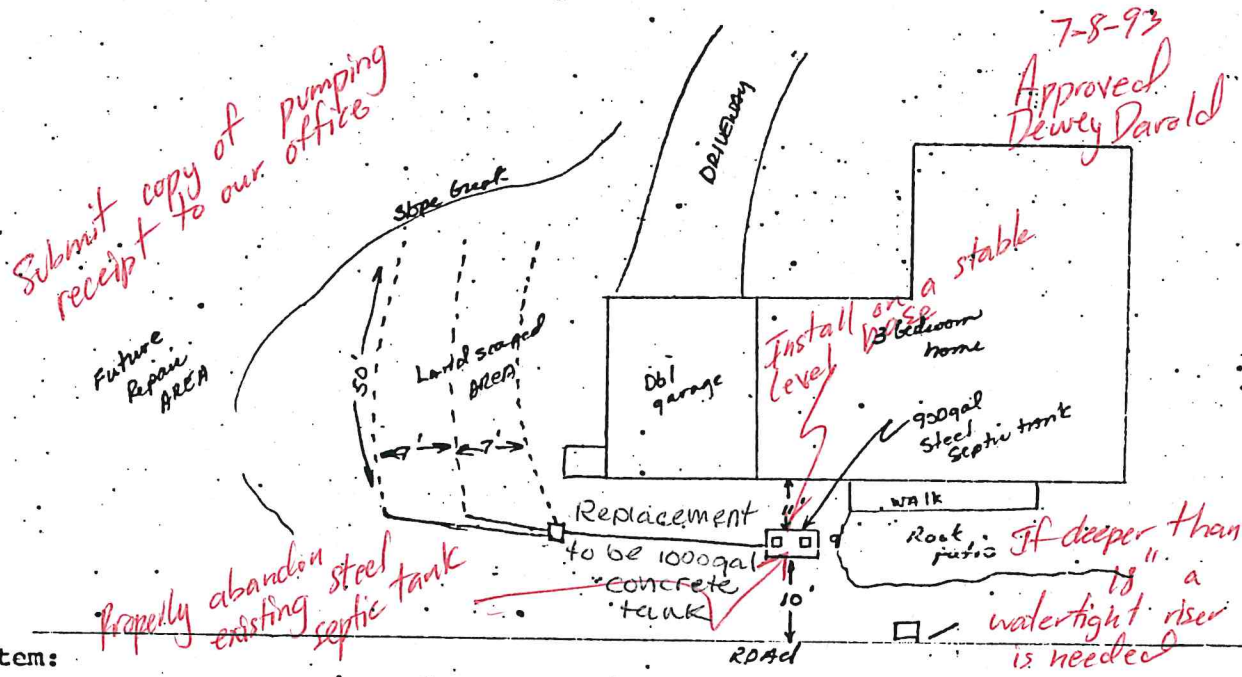 7-8-93
Approved
Dewey Darold
Submit copy of pumping
receipt to our office
DRIVEWAY
Slope break
Future
Repair
AREA
50'
Landscaped
AREA
7'
7'
Dbl
garage
Install on a stable
level base
3 bedroom
home
900gal
steel
septic tank
WALK
Rock
patio
Replacement
to be 1000gal
concrete
tank
10'
Properly abandon
existing steel
septic tank
If deeper than
18" a
watertight riser
is needed
ROAd
tem: